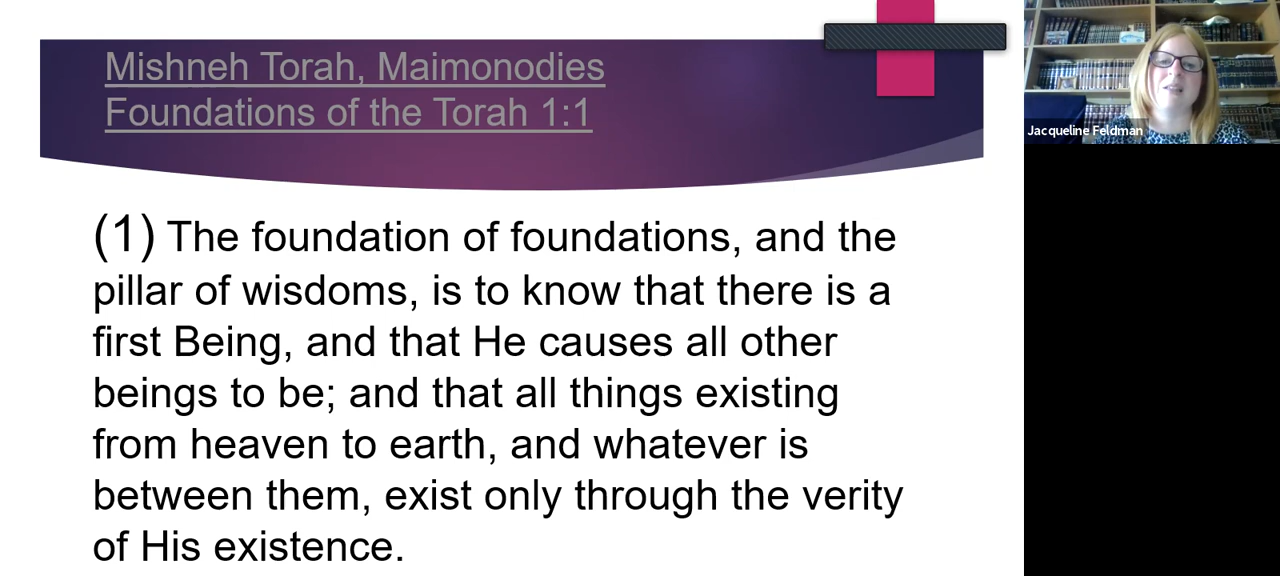 Mishneh Torah, Maimonodies
Foundations of the Torah 1:1
(1) The foundation of foundations, and the
pillar of wisdoms, is to know that there is a
first Being, and that He causes all other
beings to be; and that all things existing
from heaven to earth, and whatever is
between them, exist only through the verity
of His existence.
Jacqueline Feldman